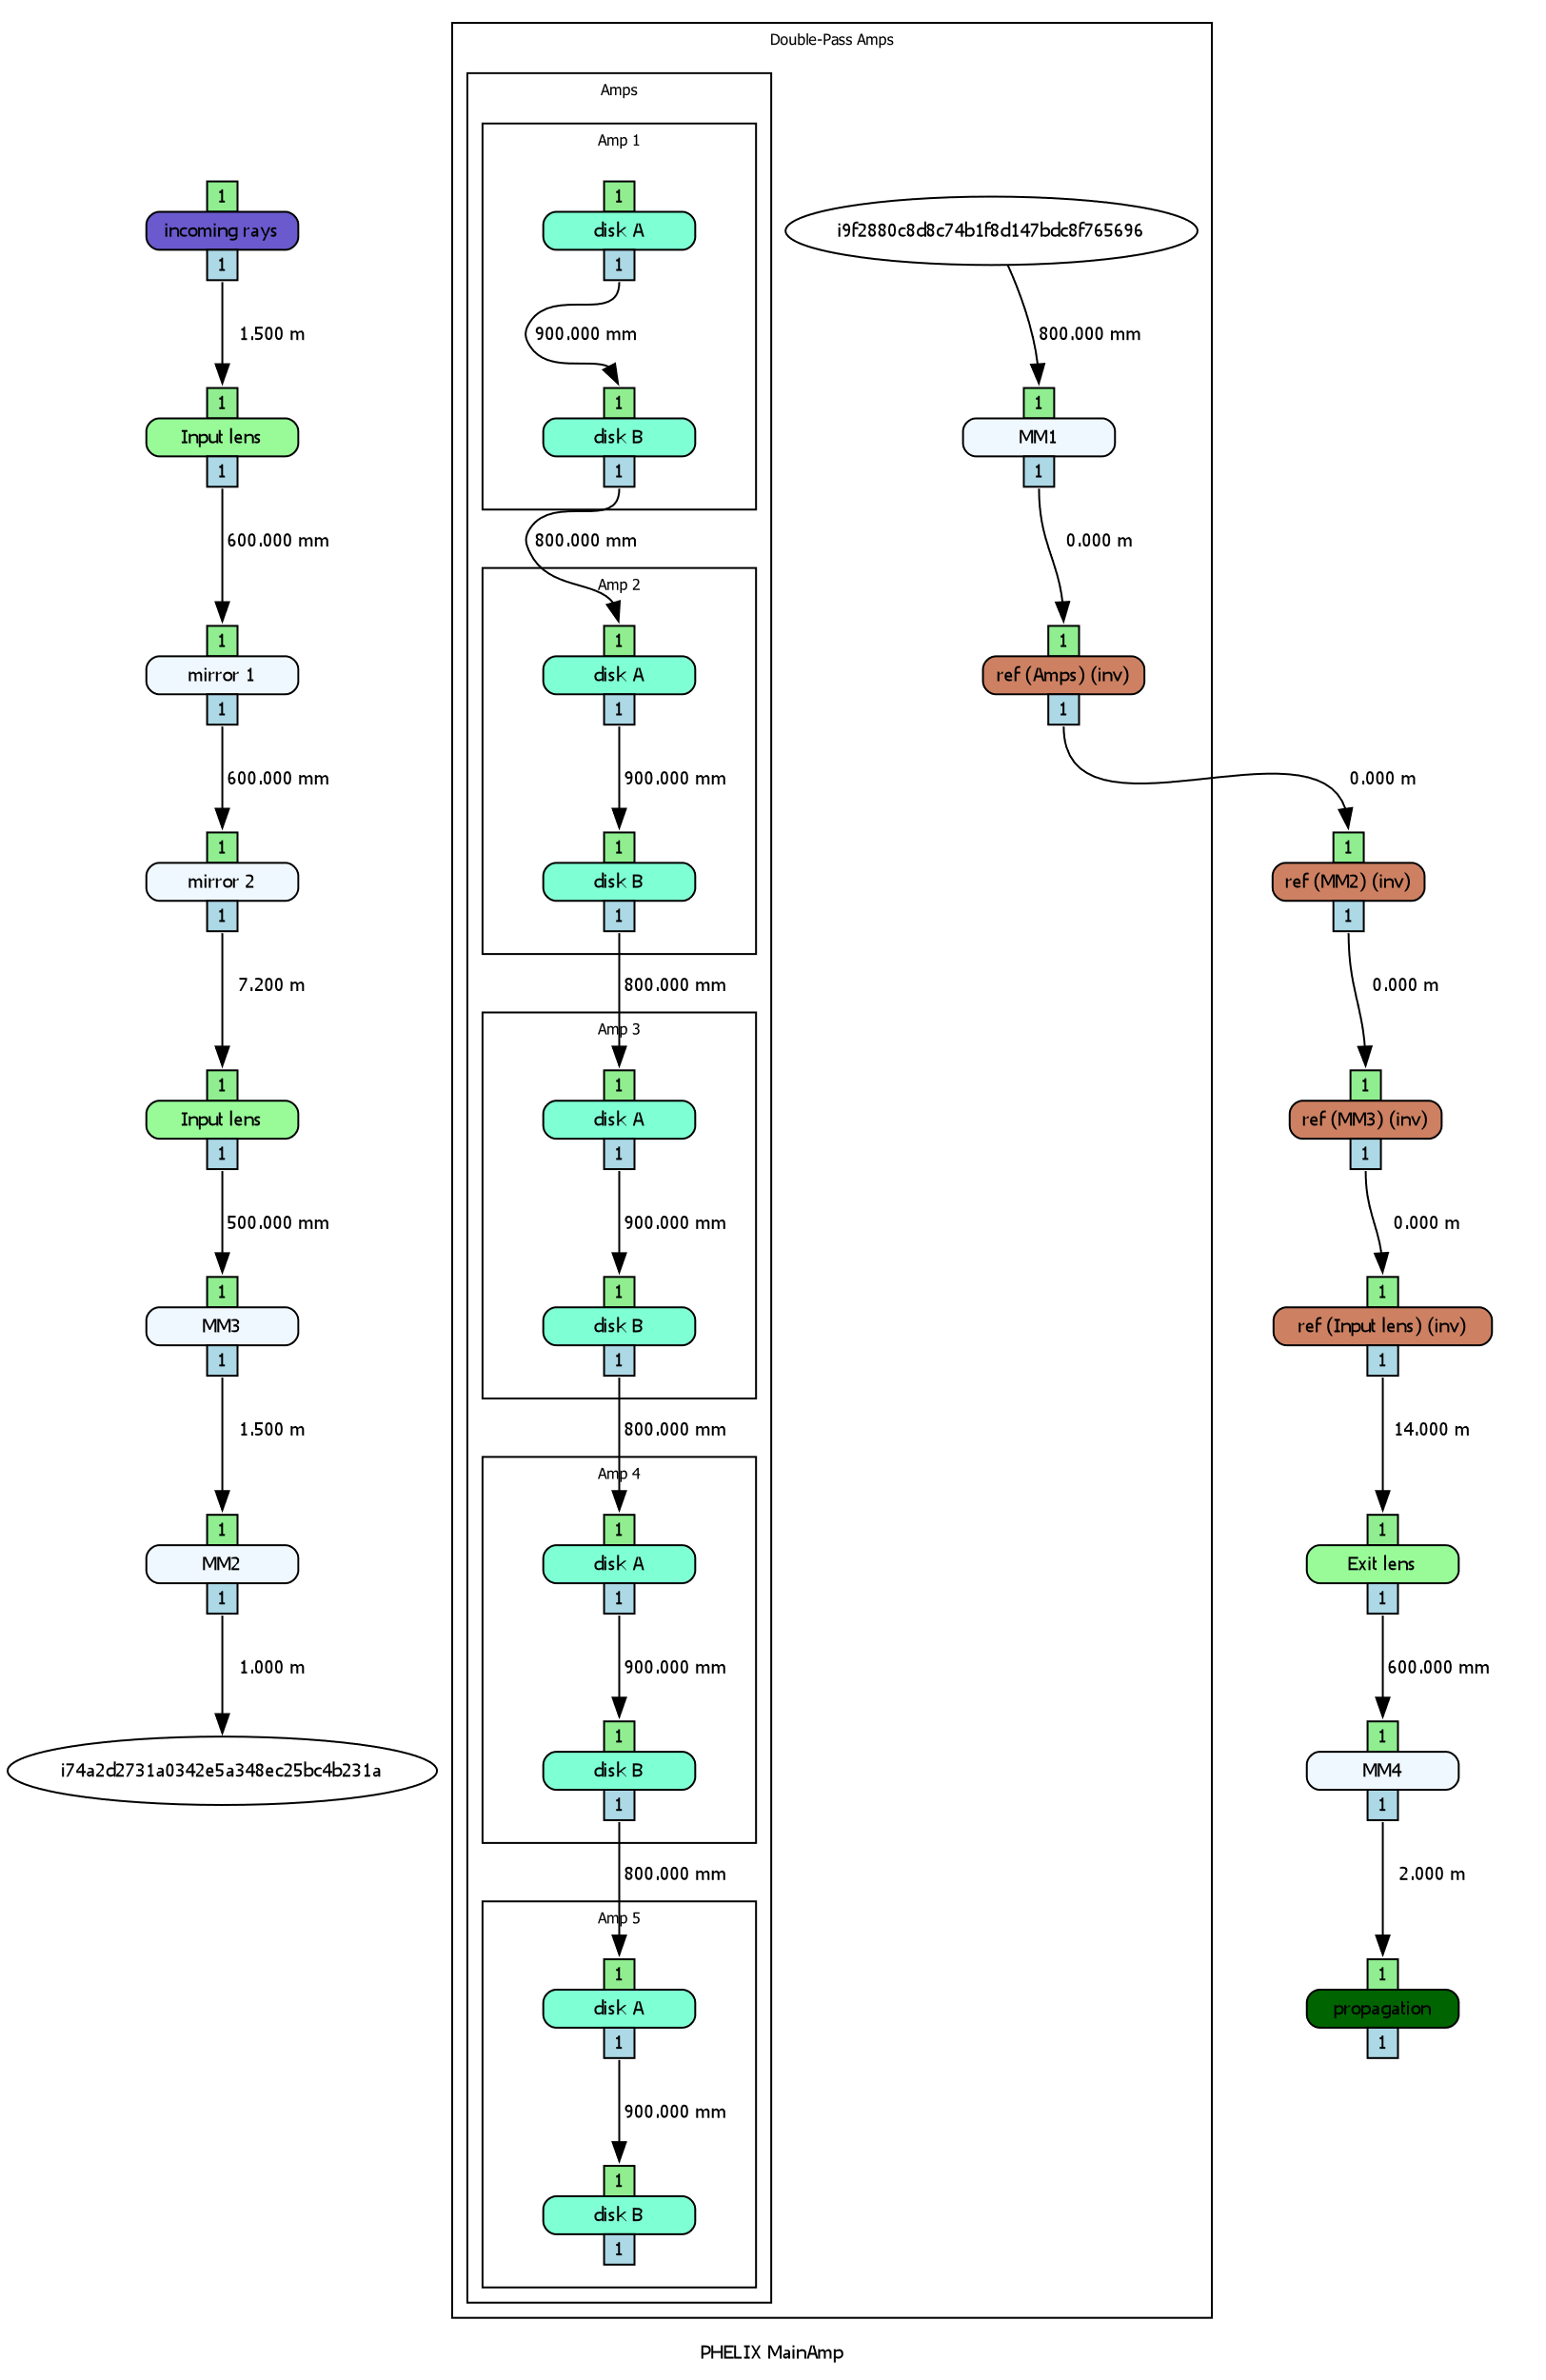 Double-Pass Amps
Amps
Amp 1
1
incoming rays
1
1.500 m
1
Input lens
1
600.000 mm
1
mirror 1
1
600.000 mm
1
mirror 2
1
7.200 m
1
Input lens
1
500.000 mm
1
MM3
1
1.500 m
1
MM2
1
1.000 m
i74a2d2731a0342e5a348ec25bc4b231a
1
disk A
1
900.000 mm
1
disk B
1
800.000 mm
Amp 2
1
disk A
1
900.000 mm
1
disk B
1
800.000 mm
Amp 3
1
disk A
1
900.000 mm
1
disk B
1
800.000 mm
Amp 4
1
disk A
1
900.000 mm
1
disk B
1
800.000 mm
Amp 5
1
disk A
1
900.000 mm
1
disk B
1
i9f2880c8d8c74b1f8d147bdc8f765696
800.000 mm
1
MM1
1
0.000 m
1
ref (Amps) (inv)
1
0.000 m
1
ref (MM2) (inv)
1
0.000 m
1
ref (MM3) (inv)
1
0.000 m
1
ref (Input lens) (inv)
1
14.000 m
1
Exit lens
1
600.000 mm
1
MM4
1
2.000 m
1
propagation
1
PHELIX MainAmp